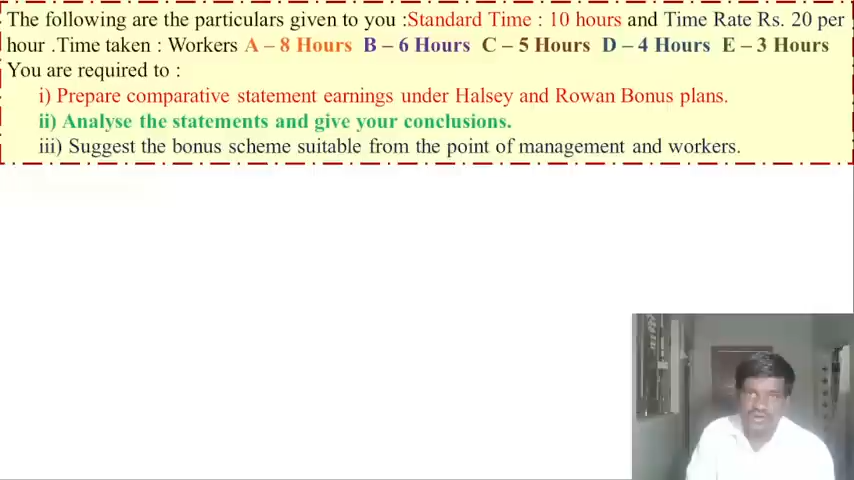 The following are the particulars given to you :Standard Time : 10 hours and Time Rate Rs. 20 per
hour .Time taken : Workers A – 8 Hours B – 6 Hours C – 5 Hours D – 4 Hours E – 3 Hours
You are required to :
i) Prepare comparative statement earnings under Halsey and Rowan Bonus plans.
ii) Analyse the statements and give your conclusions.
iii) Suggest the bonus scheme suitable from the point of management and workers.